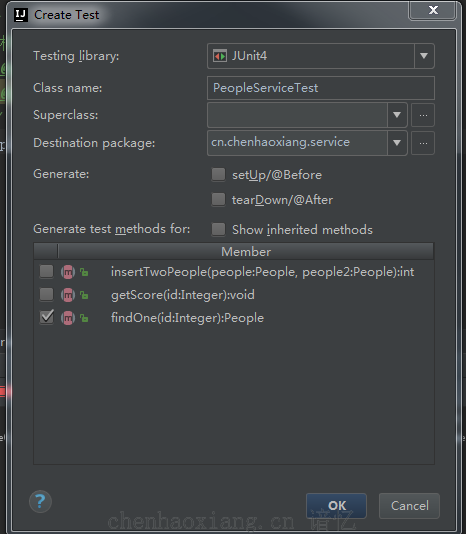 Create Test
Testing library:
JUnit4
Class name:
PeopleServiceTest
Superclass:
Destination package:
cn.chenhaoxiang.service
Generate:
setUp/@Before
tearDown/@After
Generate test methods for:
Show inherited methods
Member
insertTwoPeople(people:People, people2:People):int
getScore(id:Integer):void
findOne(id:Integer):People
OK
Cancel
chenhaoxiang.cn 谙忆